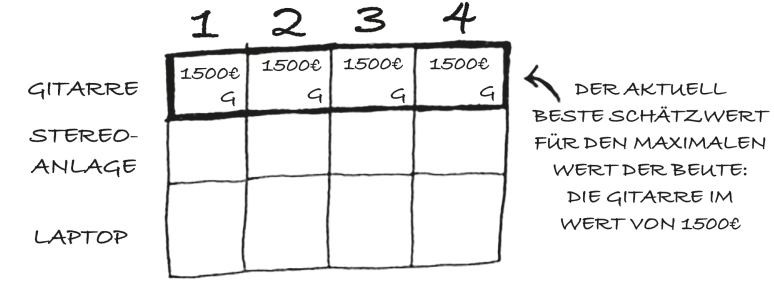 1 2 3 4
GITARRE 1500€ G 1500€ G 1500€ G 1500€ G
STEREO-
ANLAGE
LAPTOP
DER AKTUELL
BESTE SCHÄTZWERT
FÜR DEN MAXIMALEN
WERT DER BEUTE:
DIE GITARRE IM
WERT VON 1500€